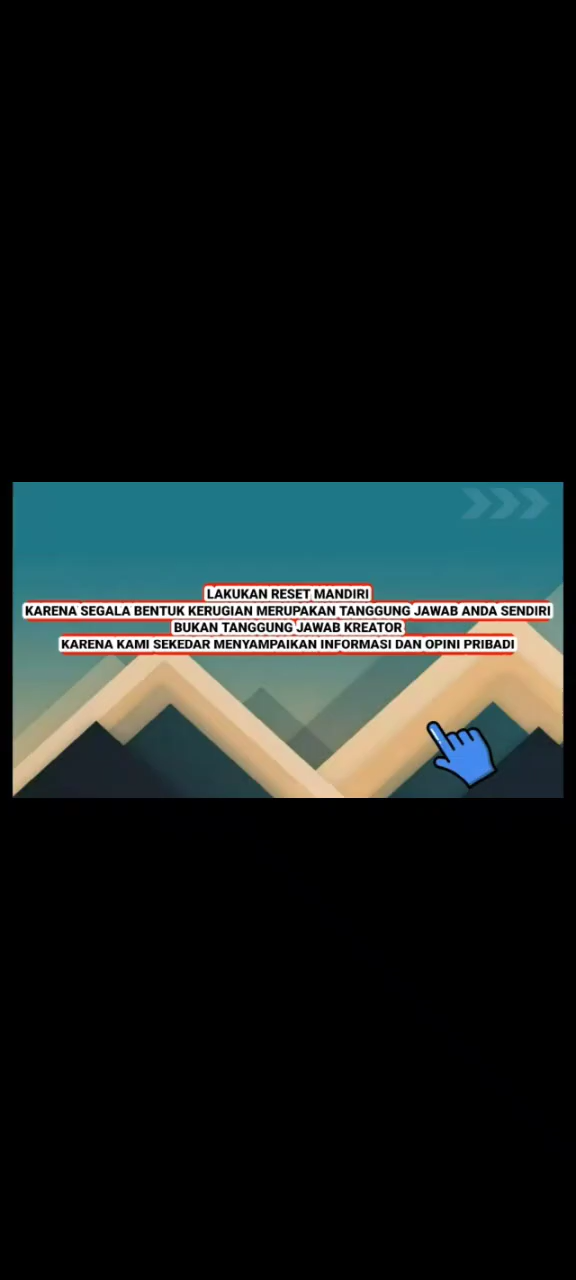 LAKUKAN RESET MANDIRI
KARENA SEGALA BENTUK KERUGIAN MERUPAKAN TANGGUNG JAWAB ANDA SENDIRI
BUKAN TANGGUNG JAWAB KREATOR
KARENA KAMI SEKEDAR MENYAMPAIKAN INFORMASI DAN OPINI PRIBADI